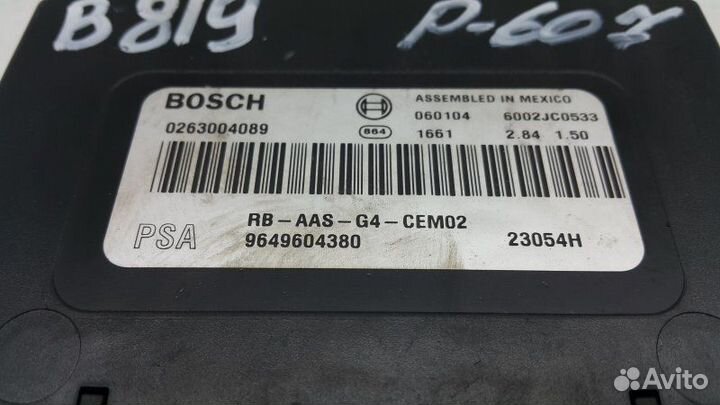 B819 P-607
BOSCH
ASSEMBLED IN MEXICO
060104 6002JC0533
0263004089
864
1661 2.84 1.50
RB-AAS-G4-CEM02
PSA
9649604380
23054H
Avito